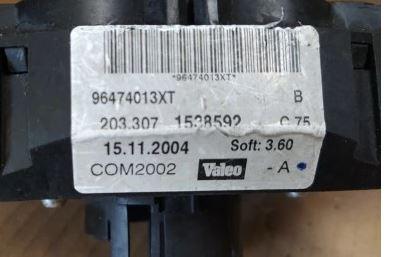 *96474013XT*
96474013XT B
203.307 1538592 C 75
15.11.2004 Soft: 3.60
COM2002 Valeo - A